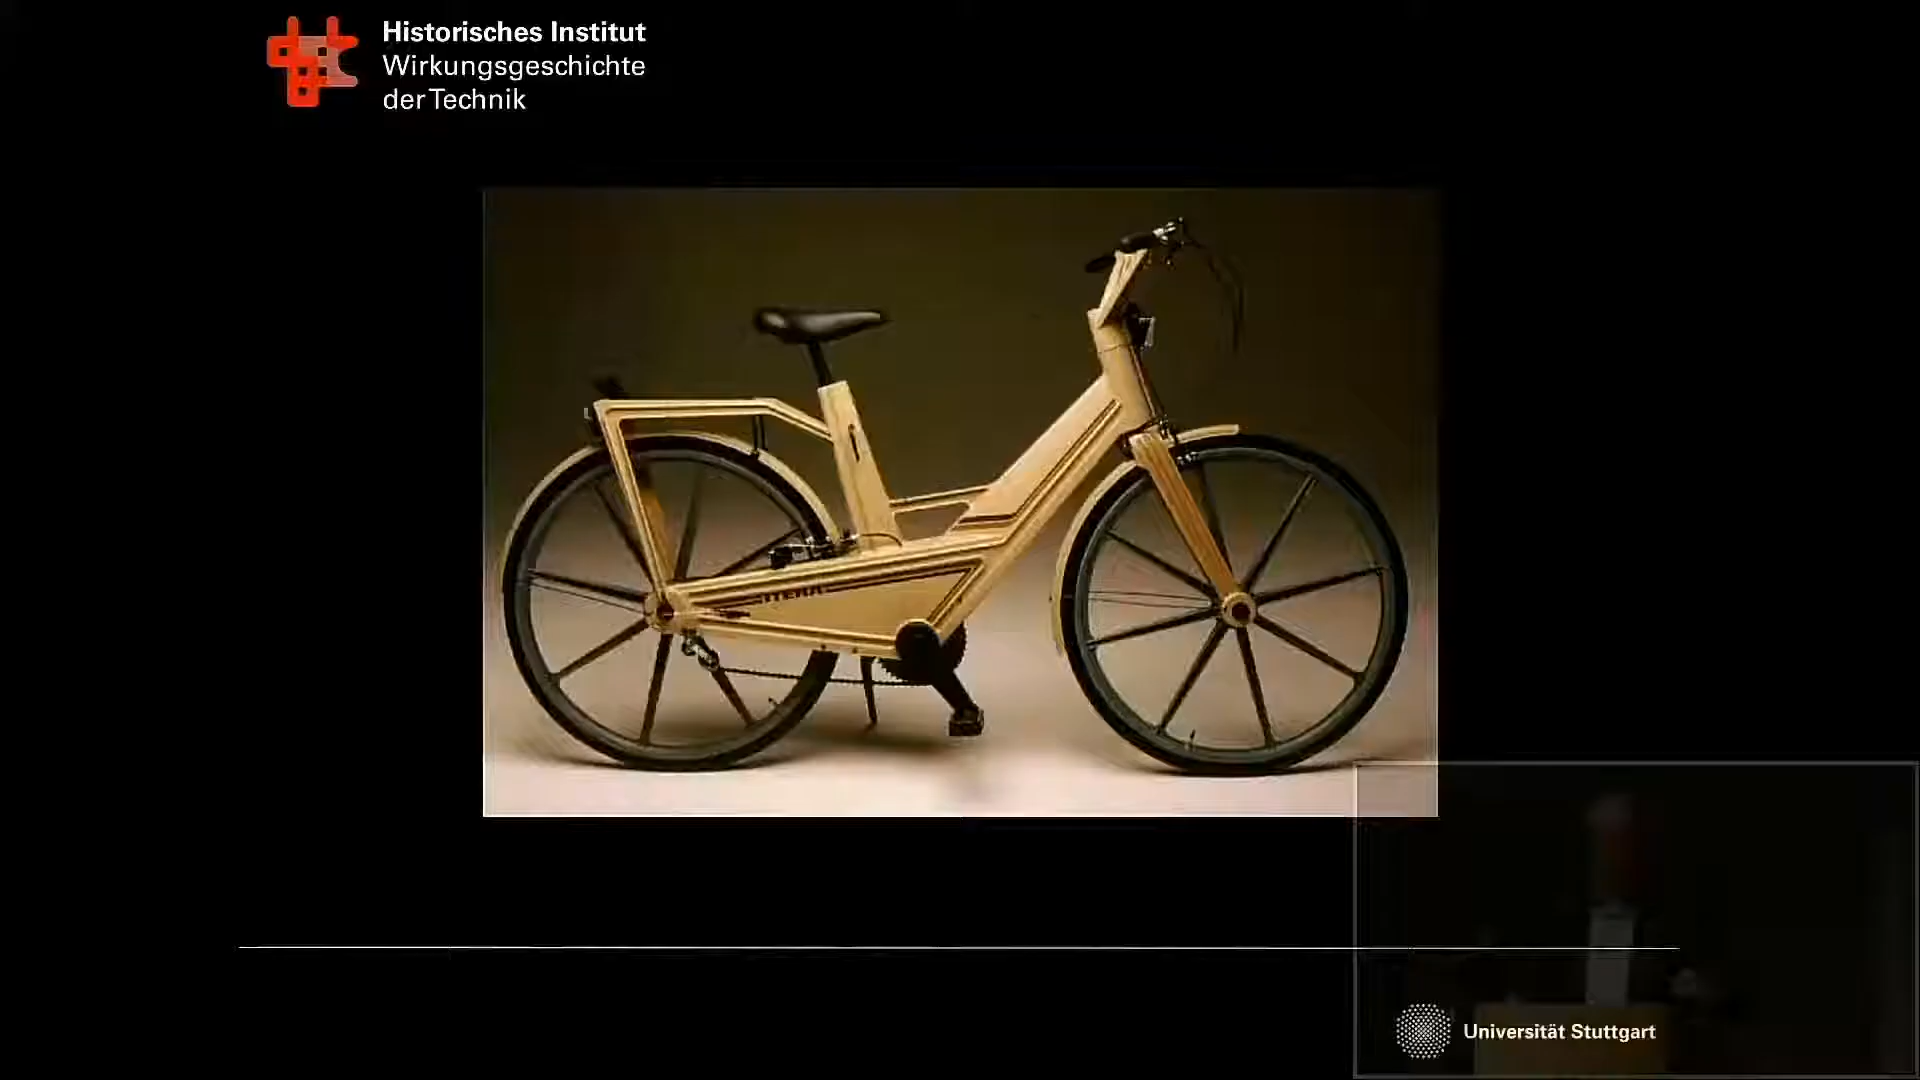 Historisches Institut
Wirkungsgeschichte
der Technik
ITERA
Universität Stuttgart